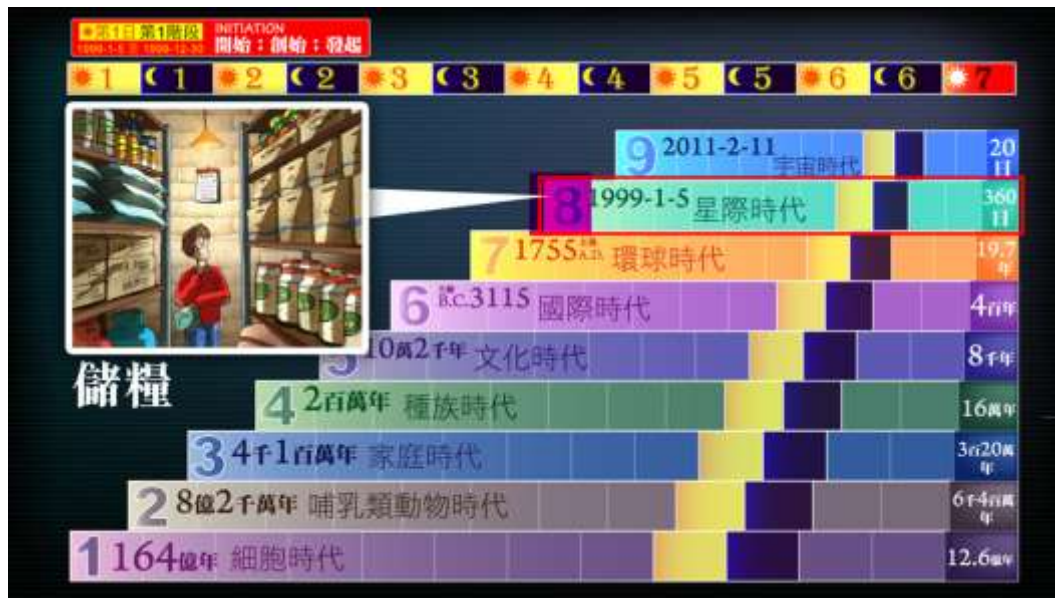 第1日 第1階段 INITIATION
1999-1-5 至 1999-12-30 開始；創始；發起
1 1 2 2 3 3 4 4 5 5 6 6 7
9 2011-2-11 宇宙時代 20日
8 1999-1-5 星際時代 360日
7 1755 A.D. 環球時代 19.7年
6 B.C.3115 國際時代 4百年
5 10萬2千年 文化時代 8千年
儲糧
4 2百萬年 種族時代 16萬年
3 4千1百萬年 家庭時代 3百20萬年
2 8億2千萬年 哺乳類動物時代 6千4百萬年
1 164億年 細胞時代 12.6億年